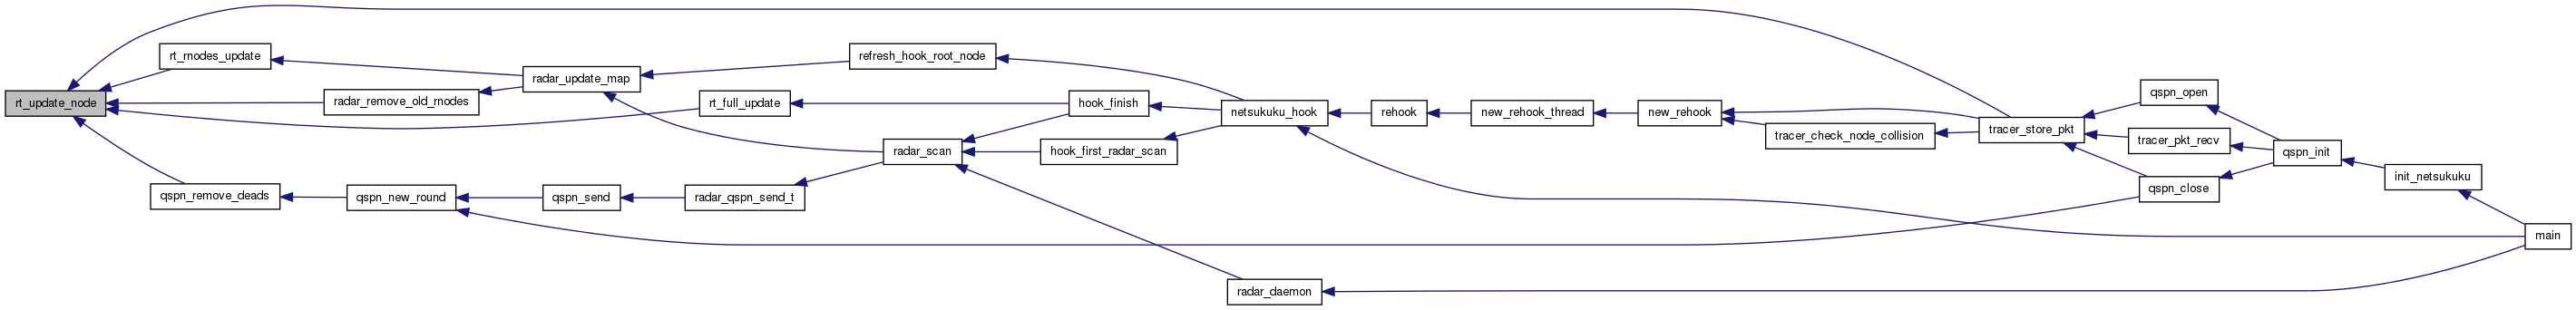 rt_update_node
rt_rnodes_update
radar_remove_old_rnodes
qspn_remove_deads
qspn_new_round
radar_update_map
qspn_send
rt_full_update
radar_qspn_send_t
refresh_hook_root_node
radar_scan
hook_finish
hook_first_radar_scan
netsukuku_hook
radar_daemon
rehook
new_rehook_thread
new_rehook
tracer_check_node_collision
tracer_store_pkt
qspn_open
tracer_pkt_recv
qspn_close
qspn_init
init_netsukuku
main